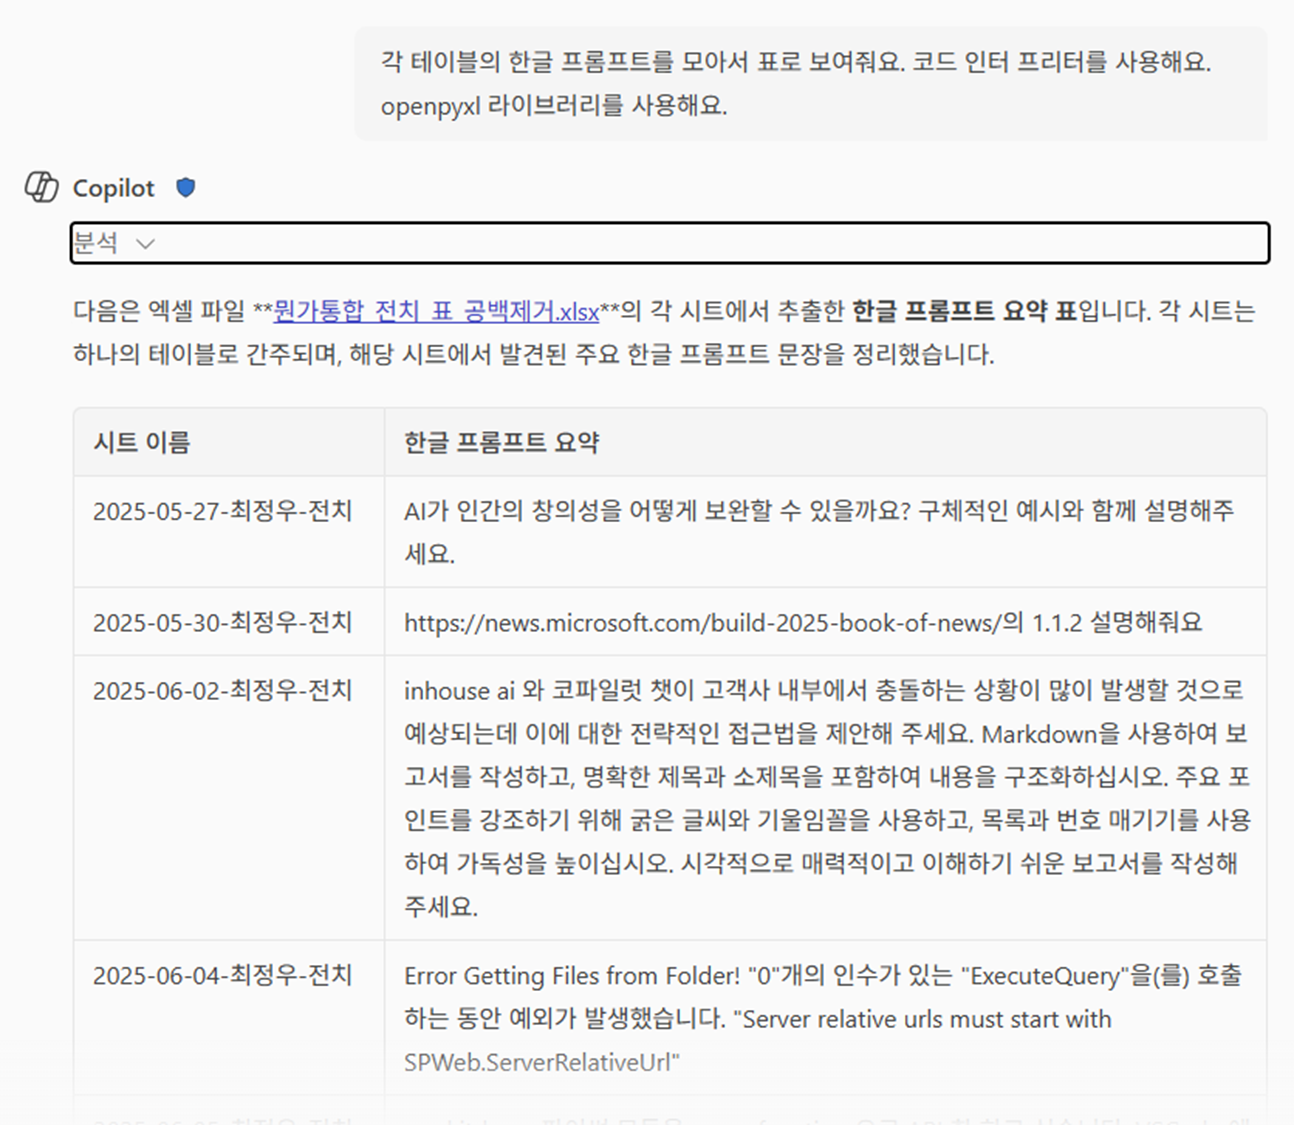 각 테이블의 한글 프롬프트를 모아서 표로 보여줘요. 코드 인터 프리터를 사용해요.
openpyxl 라이브러리를 사용해요.
Copilot
분석
다음은 엑셀 파일 **뭔가통합_전치_표_공백제거.xlsx**의 각 시트에서 추출한 한글 프롬프트 요약 표입니다. 각 시트는
하나의 테이블로 간주되며, 해당 시트에서 발견된 주요 한글 프롬프트 문장을 정리했습니다.
시트 이름
한글 프롬프트 요약
2025-05-27-최정우-전치
AI가 인간의 창의성을 어떻게 보완할 수 있을까요? 구체적인 예시와 함께 설명해주
세요.
2025-05-30-최정우-전치
https://news.microsoft.com/build-2025-book-of-news/의 1.1.2 설명해줘요
2025-06-02-최정우-전치
inhouse ai 와 코파일럿 챗이 고객사 내부에서 충돌하는 상황이 많이 발생할 것으로
예상되는데 이에 대한 전략적인 접근법을 제안해 주세요. Markdown을 사용하여 보
고서를 작성하고, 명확한 제목과 소제목을 포함하여 내용을 구조화하십시오. 주요 포
인트를 강조하기 위해 굵은 글씨와 기울임꼴을 사용하고, 목록과 번호 매기기를 사용
하여 가독성을 높이십시오. 시각적으로 매력적이고 이해하기 쉬운 보고서를 작성해
주세요.
2025-06-04-최정우-전치
Error Getting Files from Folder! "0"개의 인수가 있는 "ExecuteQuery"을(를) 호출
하는 동안 예외가 발생했습니다. "Server relative urls must start with
SPWeb.ServerRelativeUrl"